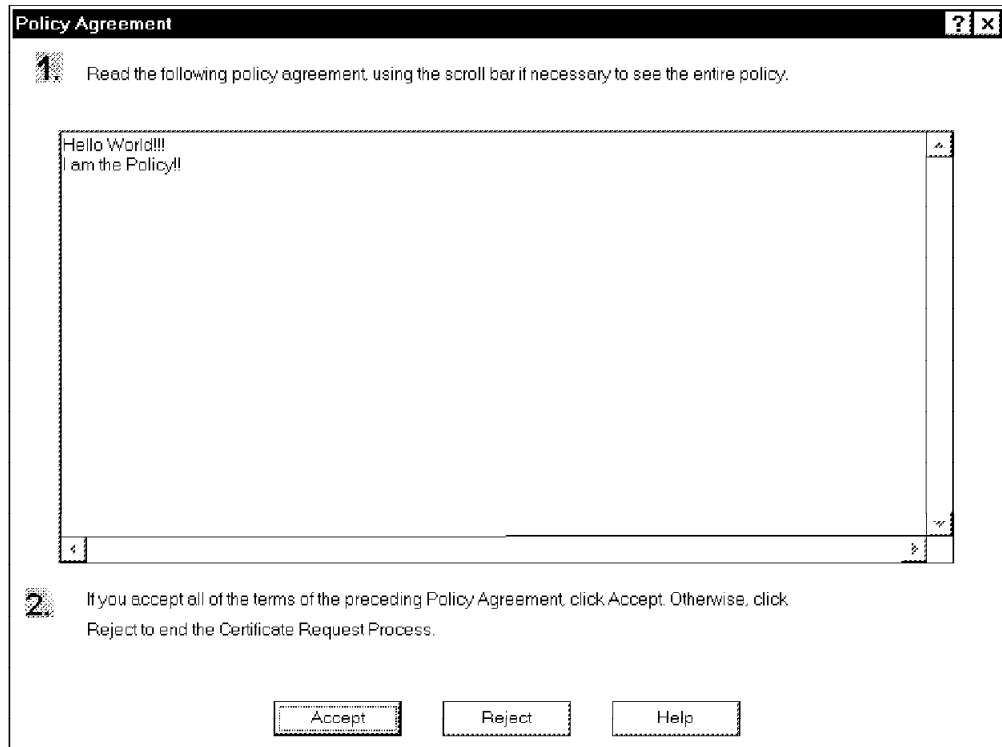 Policy Agreement
? x
1. Read the following policy agreement, using the scroll bar if necessary to see the entire policy.
Hello World!!!
I am the Policy!!
2. If you accept all of the terms of the preceding Policy Agreement, click Accept. Otherwise, click
Reject to end the Certificate Request Process.
Accept Reject Help